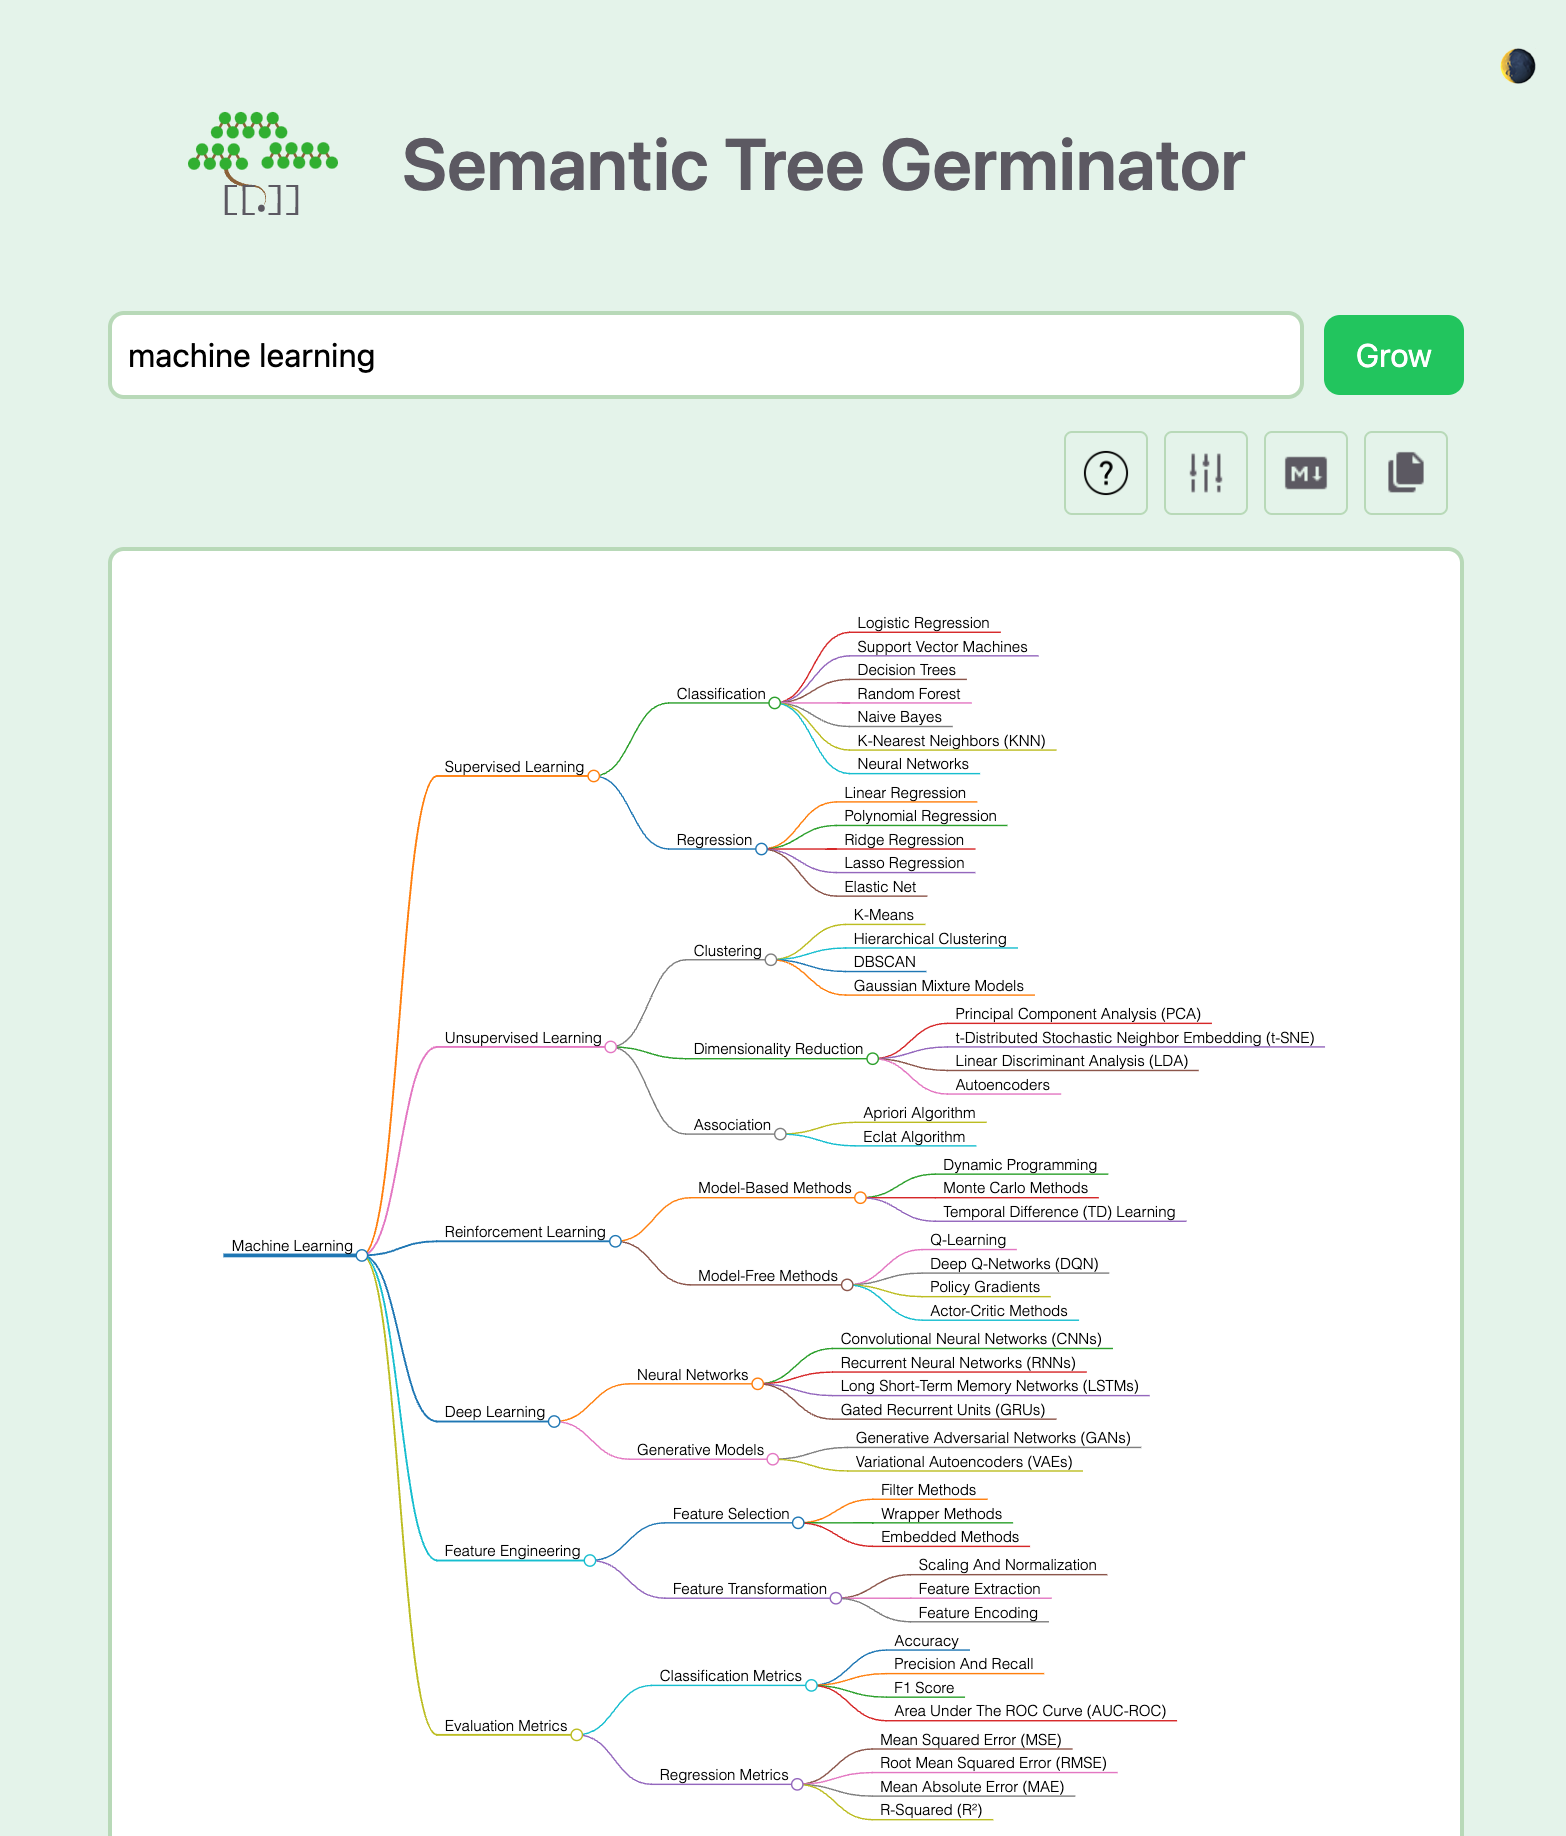 Semantic Tree Germinator
[[.]]
machine learning
Grow
?
M↓
Machine Learning
Supervised Learning
Classification
Logistic Regression
Support Vector Machines
Decision Trees
Random Forest
Naive Bayes
K-Nearest Neighbors (KNN)
Neural Networks
Regression
Linear Regression
Polynomial Regression
Ridge Regression
Lasso Regression
Elastic Net
Unsupervised Learning
Clustering
K-Means
Hierarchical Clustering
DBSCAN
Gaussian Mixture Models
Dimensionality Reduction
Principal Component Analysis (PCA)
t-Distributed Stochastic Neighbor Embedding (t-SNE)
Linear Discriminant Analysis (LDA)
Autoencoders
Association
Apriori Algorithm
Eclat Algorithm
Reinforcement Learning
Model-Based Methods
Dynamic Programming
Monte Carlo Methods
Temporal Difference (TD) Learning
Model-Free Methods
Q-Learning
Deep Q-Networks (DQN)
Policy Gradients
Actor-Critic Methods
Deep Learning
Neural Networks
Convolutional Neural Networks (CNNs)
Recurrent Neural Networks (RNNs)
Long Short-Term Memory Networks (LSTMs)
Gated Recurrent Units (GRUs)
Generative Models
Generative Adversarial Networks (GANs)
Variational Autoencoders (VAEs)
Feature Engineering
Feature Selection
Filter Methods
Wrapper Methods
Embedded Methods
Feature Transformation
Scaling And Normalization
Feature Extraction
Feature Encoding
Evaluation Metrics
Classification Metrics
Accuracy
Precision And Recall
F1 Score
Area Under The ROC Curve (AUC-ROC)
Regression Metrics
Mean Squared Error (MSE)
Root Mean Squared Error (RMSE)
Mean Absolute Error (MAE)
R-Squared (R²)